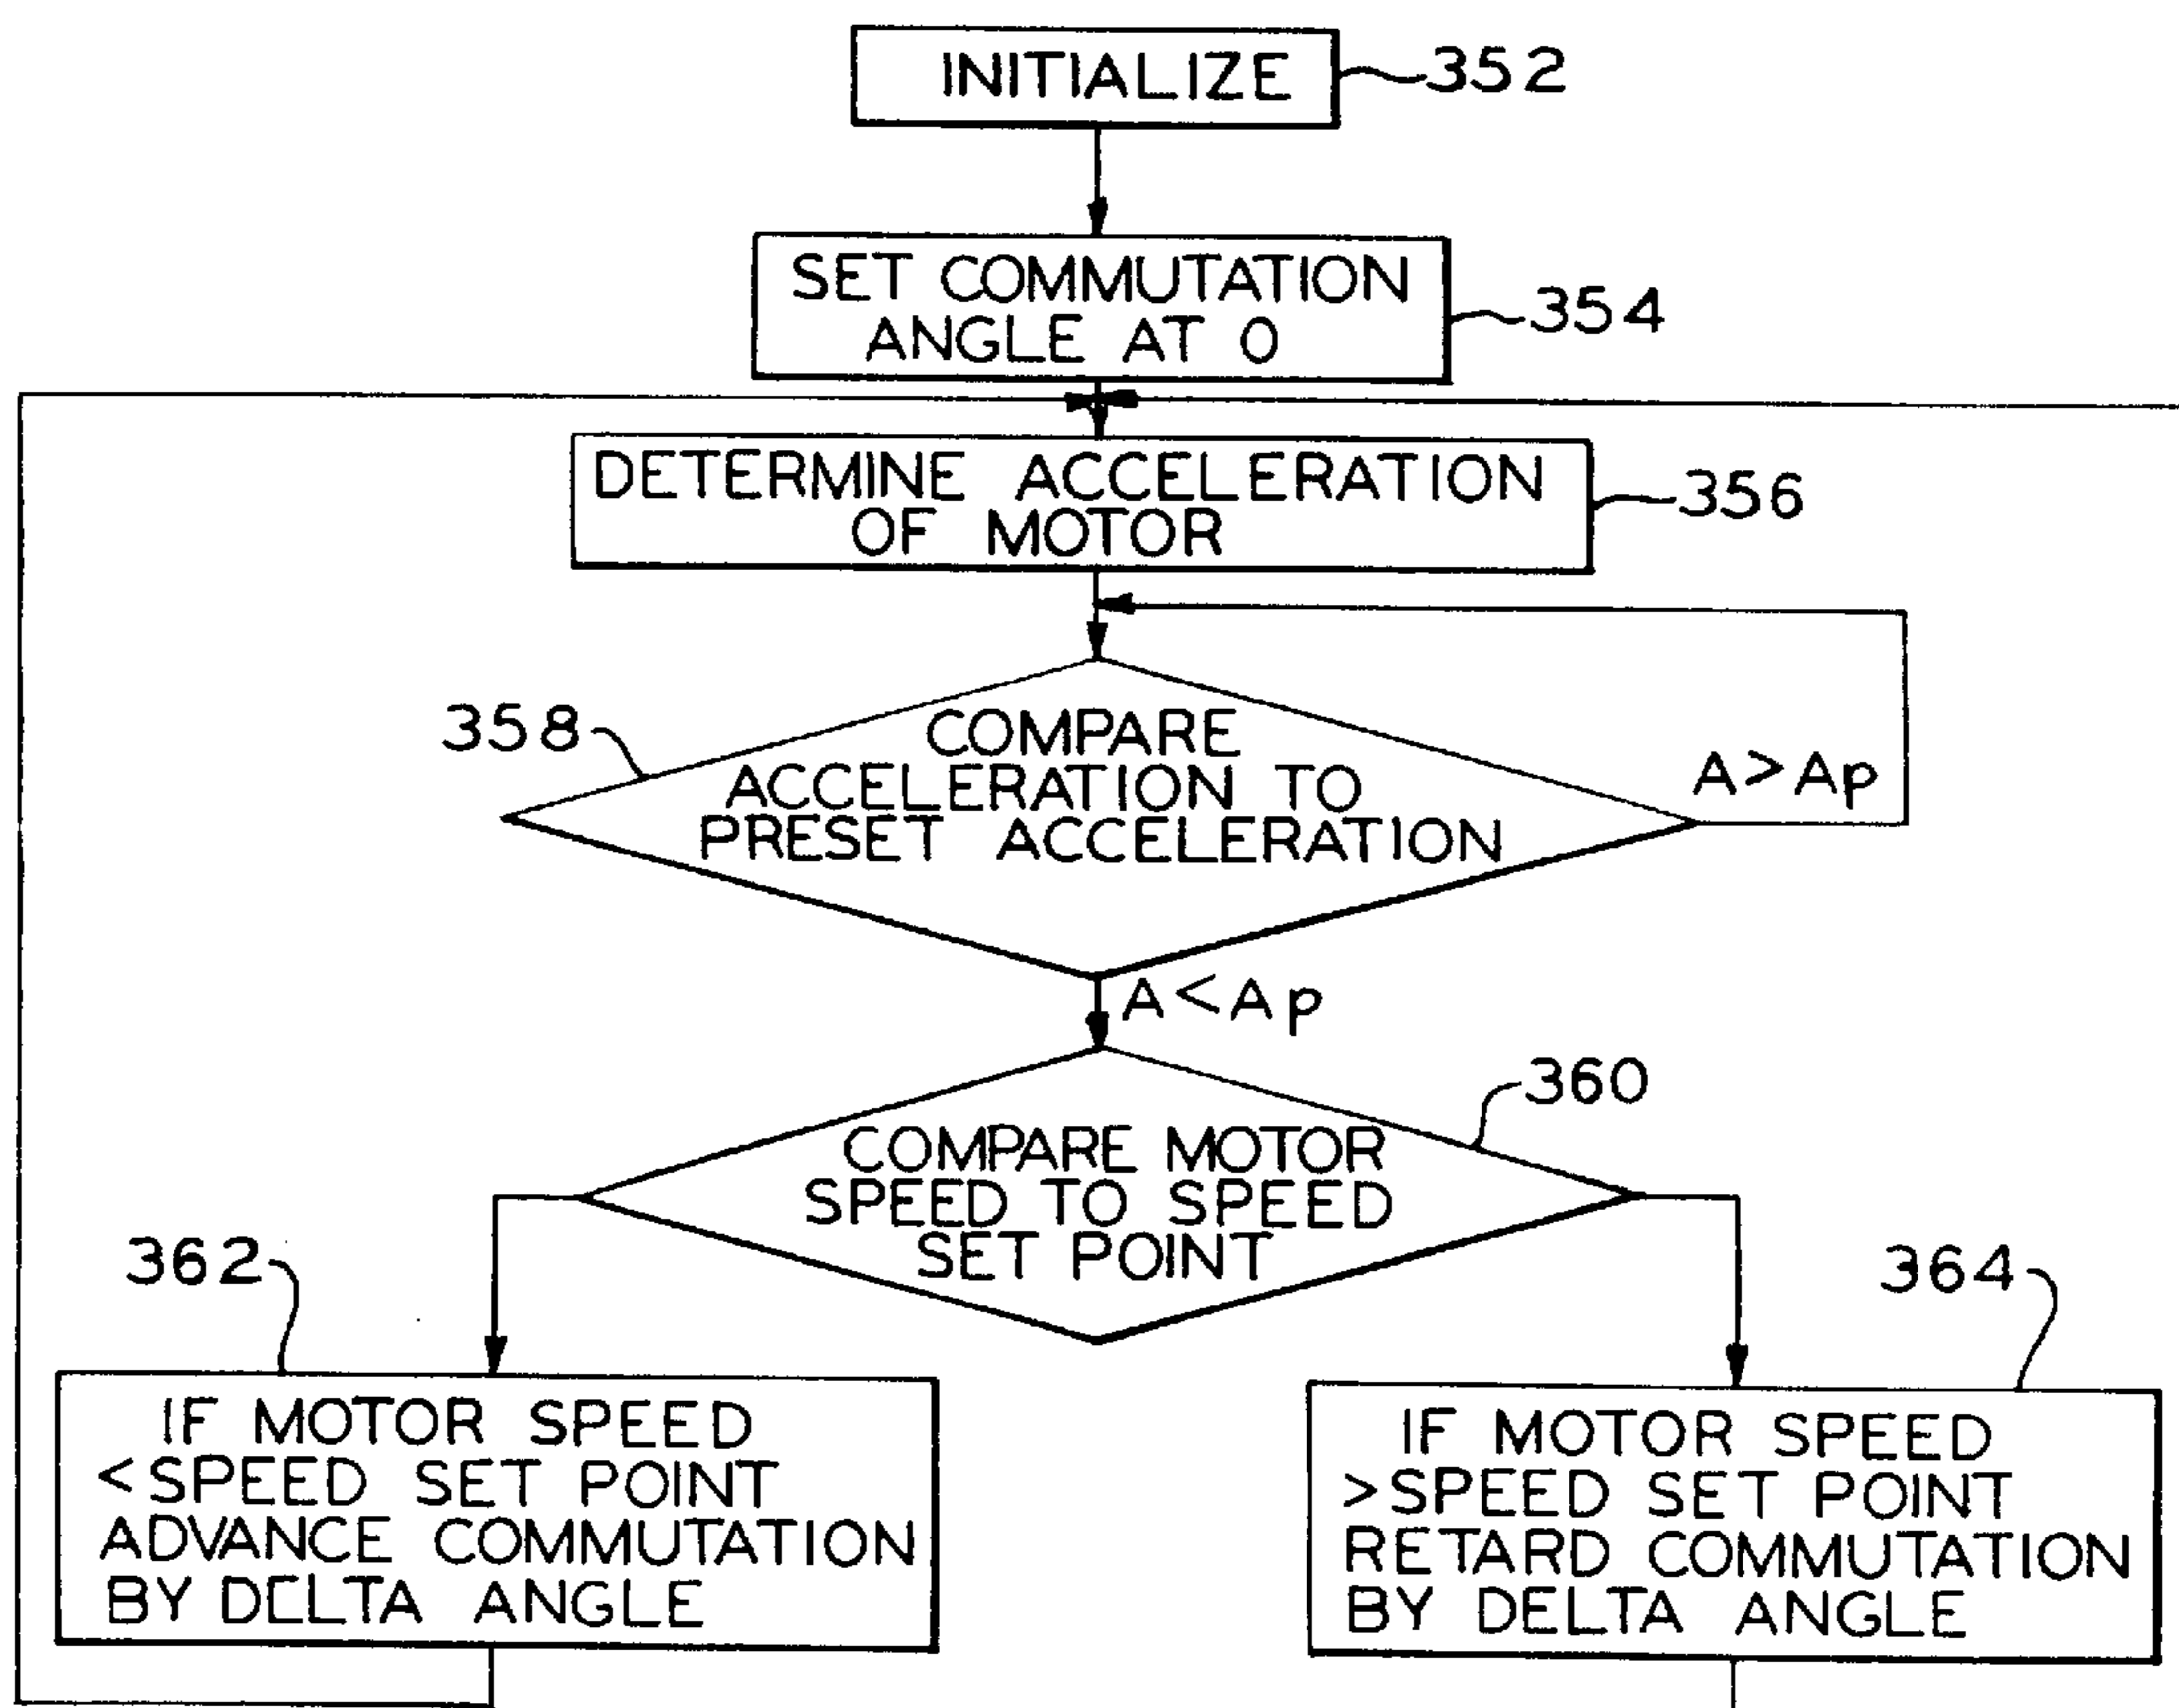 INITIALIZE
352
SET COMMUTATION
ANGLE AT 0
354
DETERMINE ACCELERATION
OF MOTOR
356
358
COMPARE
ACCELERATION TO
PRESET ACCELERATION
A > Ap
A < Ap
360
COMPARE MOTOR
SPEED TO SPEED
SET POINT
362
IF MOTOR SPEED
< SPEED SET POINT
ADVANCE COMMUTATION
BY DELTA ANGLE
364
IF MOTOR SPEED
> SPEED SET POINT
RETARD COMMUTATION
BY DELTA ANGLE